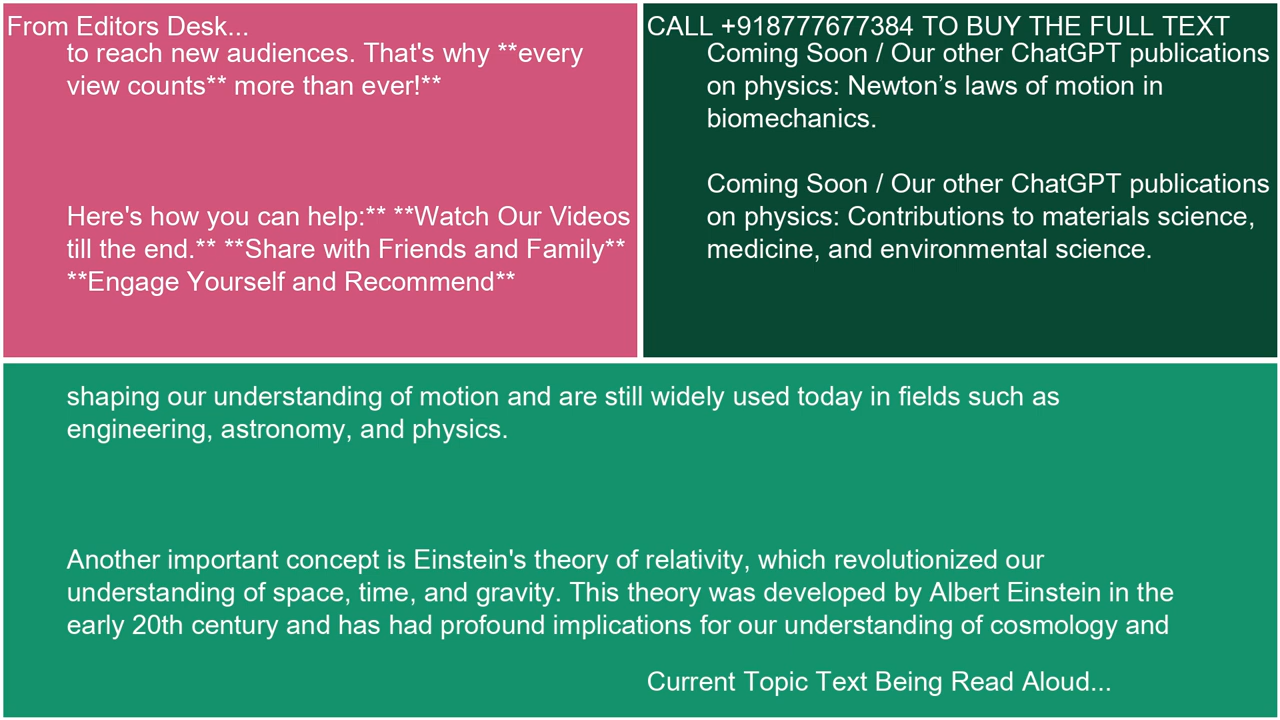 From Editors Desk...
to reach new audiences. That's why **every
view counts** more than ever!**
Here's how you can help:** **Watch Our Videos
till the end.** **Share with Friends and Family**
**Engage Yourself and Recommend**
CALL +918777677384 TO BUY THE FULL TEXT
Coming Soon / Our other ChatGPT publications
on physics: Newton’s laws of motion in
biomechanics.
Coming Soon / Our other ChatGPT publications
on physics: Contributions to materials science,
medicine, and environmental science.
shaping our understanding of motion and are still widely used today in fields such as
engineering, astronomy, and physics.
Another important concept is Einstein's theory of relativity, which revolutionized our
understanding of space, time, and gravity. This theory was developed by Albert Einstein in the
early 20th century and has had profound implications for our understanding of cosmology and
Current Topic Text Being Read Aloud...